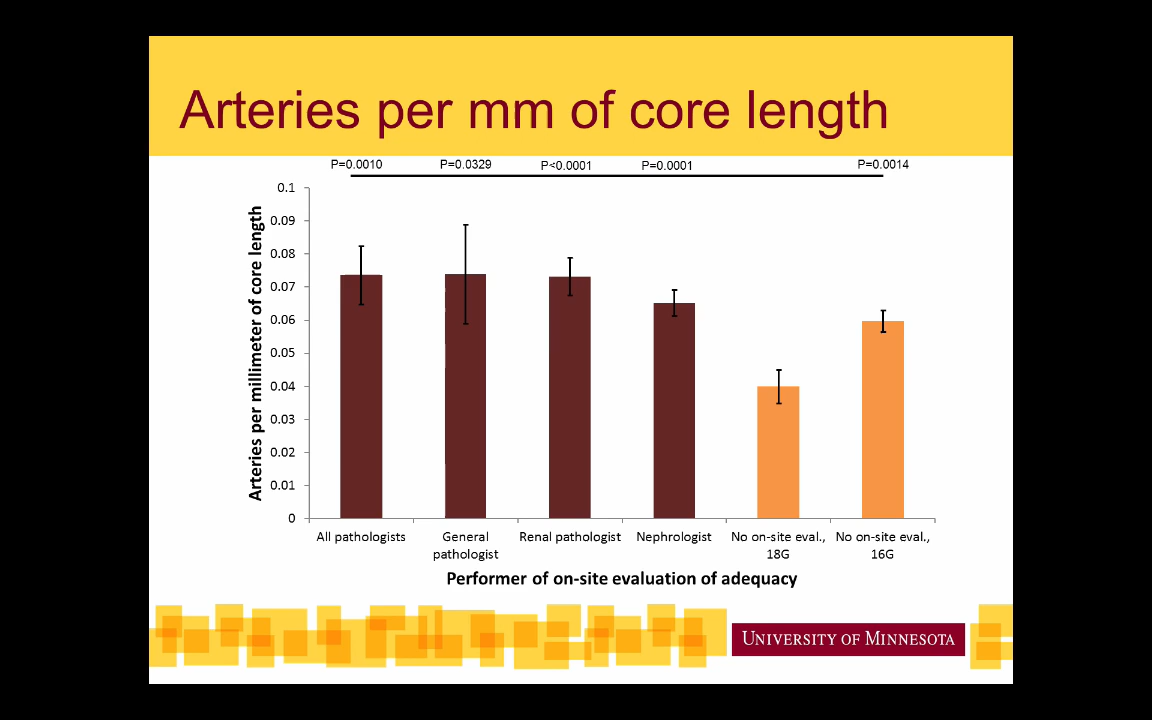 Arteries per mm of core length
P=0.0010 P=0.0329 P<0.0001 P=0.0001 P=0.0014
Arteries per millimeter of core length
0.1
0.09
0.08
0.07
0.06
0.05
0.04
0.03
0.02
0.01
0
All pathologists
General
pathologist
Renal pathologist
Nephrologist
No on-site eval.,
18G
No on-site eval.,
16G
Performer of on-site evaluation of adequacy
UNIVERSITY OF MINNESOTA